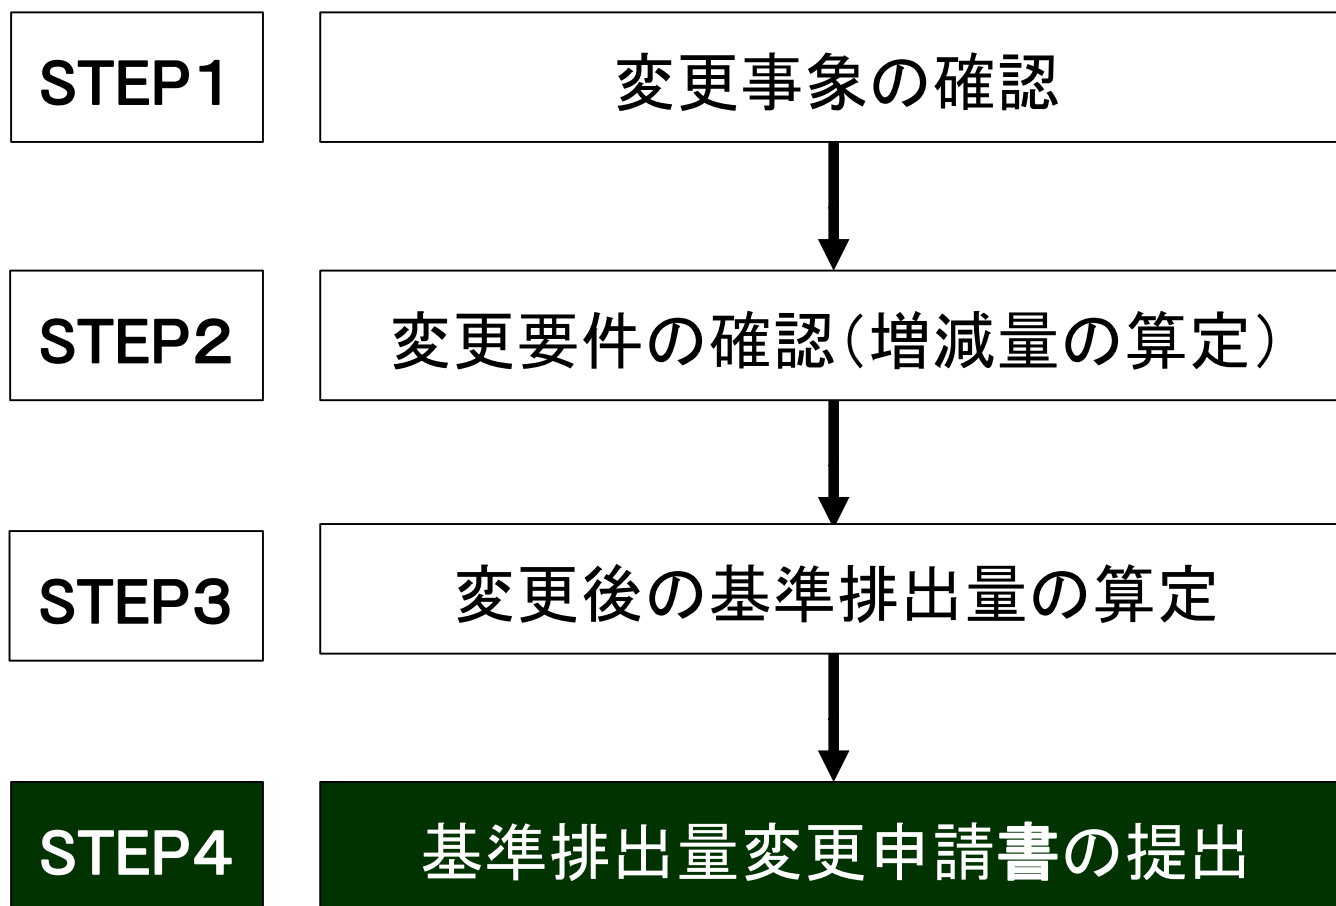 STEP1
変更事象の確認
STEP2
変更要件の確認(増減量の算定)
STEP3
変更後の基準排出量の算定
STEP4
基準排出量変更申請書の提出